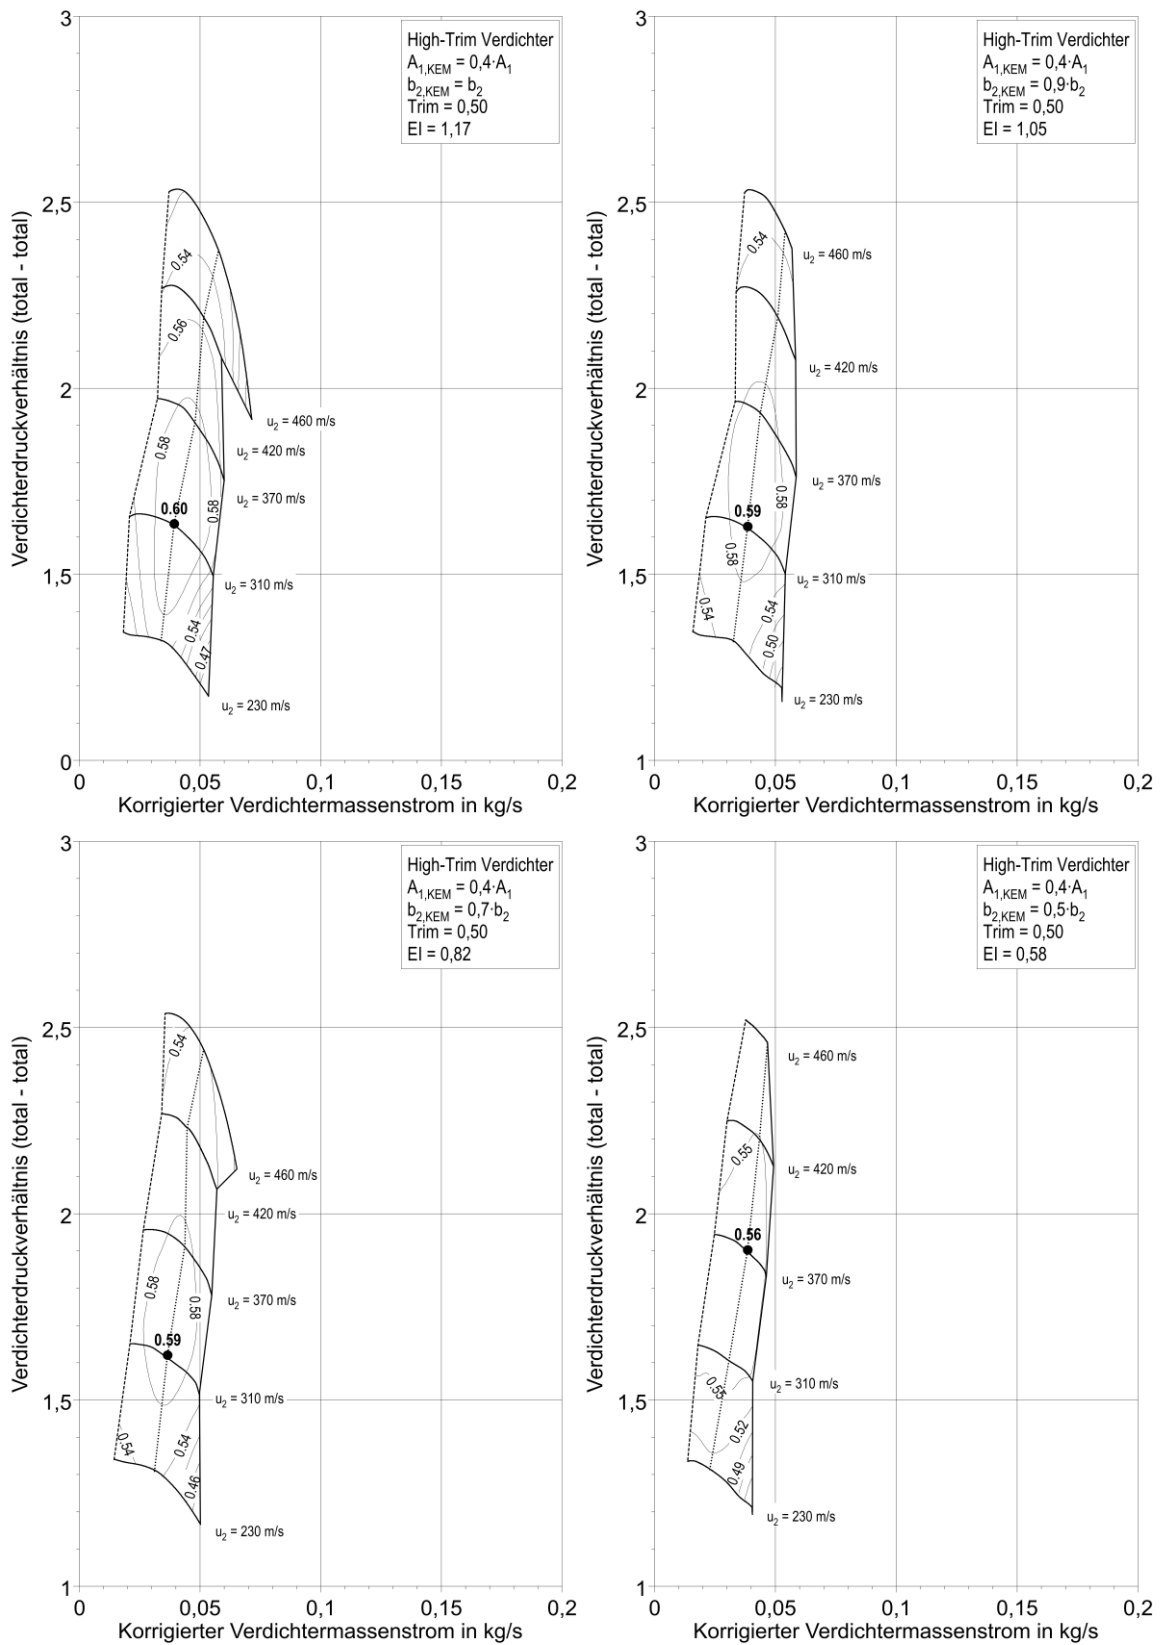 3
High-Trim Verdichter
A1,KEM = 0,4·A1
b2,KEM = b2
Trim = 0,50
EI = 1,17
2,5
2
1,5
0
Verdichterdruckverhältnis (total - total)
0.54
0.56
0.58
0.60
0.58
0.54
0.47
u2 = 460 m/s
u2 = 420 m/s
u2 = 370 m/s
u2 = 310 m/s
u2 = 230 m/s
0
0,05
0,1
0,15
0,2
Korrigierter Verdichtermassenstrom in kg/s
3
High-Trim Verdichter
A1,KEM = 0,4·A1
b2,KEM = 0,9·b2
Trim = 0,50
EI = 1,05
2,5
2
1,5
1
Verdichterdruckverhältnis (total - total)
0.54
u2 = 460 m/s
u2 = 420 m/s
u2 = 370 m/s
0.58
0.59
0.58
u2 = 310 m/s
0.54
0.54
0.50
u2 = 230 m/s
0
0,05
0,1
0,15
0,2
Korrigierter Verdichtermassenstrom in kg/s
3
High-Trim Verdichter
A1,KEM = 0,4·A1
b2,KEM = 0,7·b2
Trim = 0,50
EI = 0,82
2,5
2
1,5
1
Verdichterdruckverhältnis (total - total)
0.54
u2 = 460 m/s
u2 = 420 m/s
0.58
u2 = 370 m/s
0.58
0.59
u2 = 310 m/s
0.54
0.54
0.46
u2 = 230 m/s
0
0,05
0,1
0,15
0,2
Korrigierter Verdichtermassenstrom in kg/s
3
High-Trim Verdichter
A1,KEM = 0,4·A1
b2,KEM = 0,5·b2
Trim = 0,50
EI = 0,58
2,5
2
1,5
1
Verdichterdruckverhältnis (total - total)
u2 = 460 m/s
0.55
u2 = 420 m/s
0.56
u2 = 370 m/s
0.55
u2 = 310 m/s
0.52
0.49
u2 = 230 m/s
0
0,05
0,1
0,15
0,2
Korrigierter Verdichtermassenstrom in kg/s